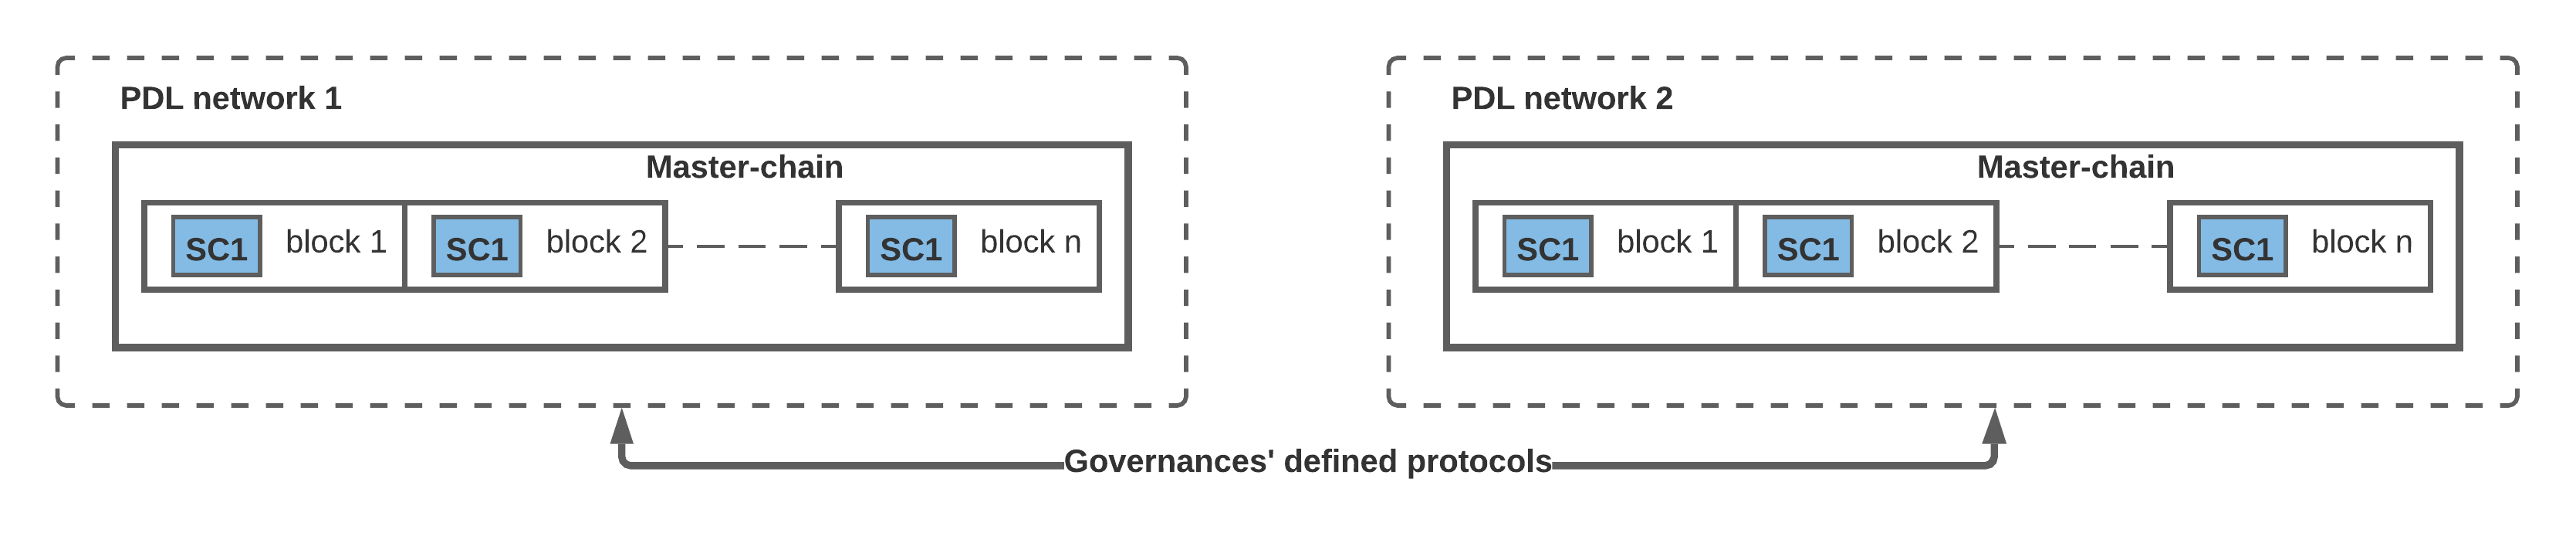 PDL network 1
Master-chain
SC1 block 1 SC1 block 2 SC1 block n
PDL network 2
Master-chain
SC1 block 1 SC1 block 2 SC1 block n
Governances' defined protocols